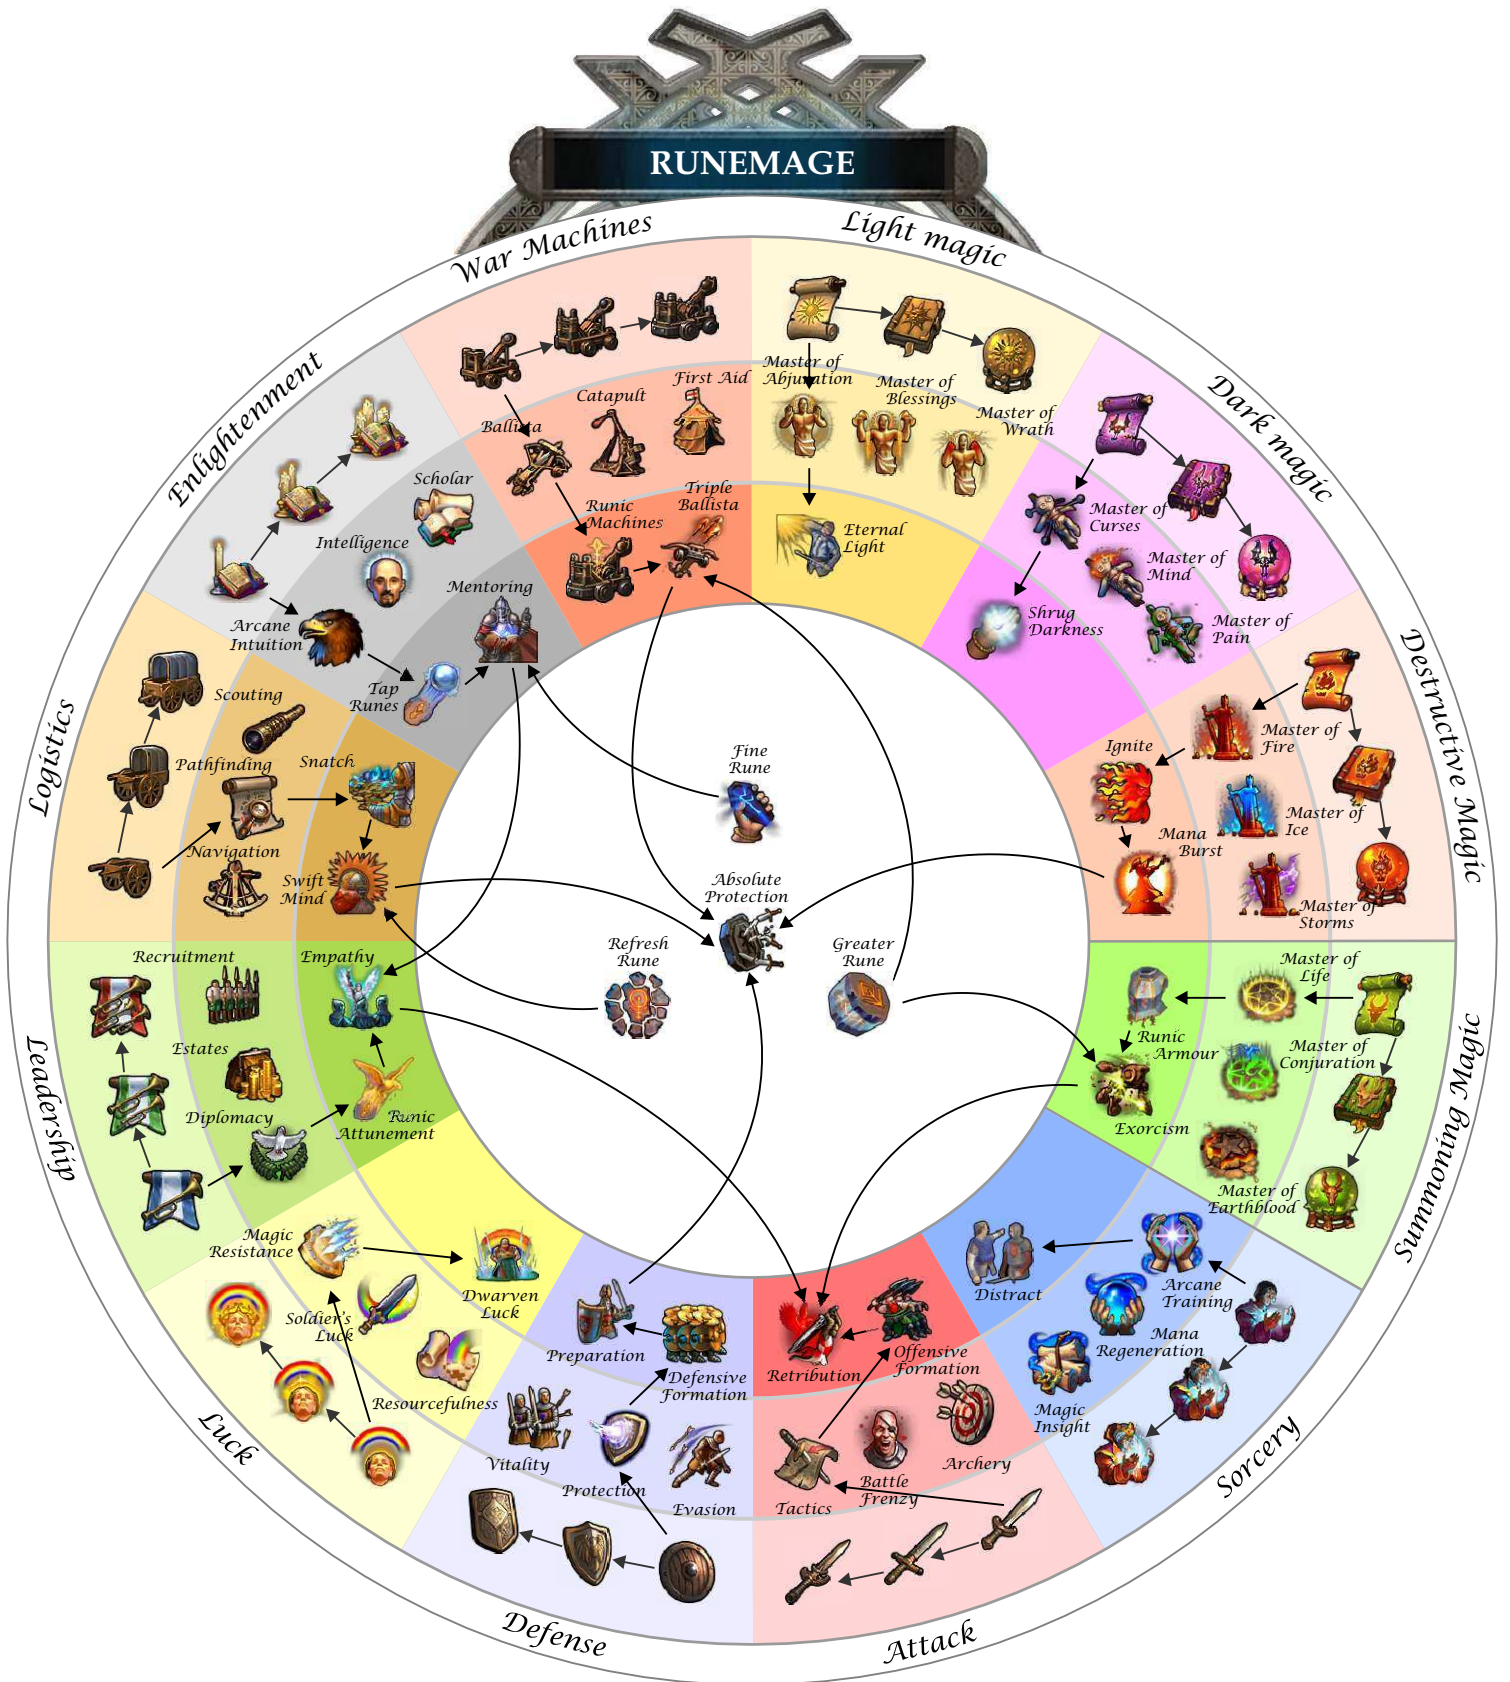 RUNEMAGE
War Machines
Light magic
Dark magic
Destructive Magic
Summoning Magic
Sorcery
Attack
Defense
Luck
Leadership
Logistics
Enlightenment
Ballista
Catapult
First Aid
Runic
Machines
Triple
Ballista
Master of
Abjuration
Master of
Blessings
Master of
Wrath
Eternal
Light
Master of
Curses
Master of
Mind
Master of
Pain
Shrug
Darkness
Master of
Fire
Ignite
Master of
Ice
Mana
Burst
Master of
Storms
Master of
Life
Runic
Armour
Master of
Conjuration
Exorcism
Master of
Earthblood
Distract
Arcane
Training
Mana
Regeneration
Magic
Insight
Retribution
Offensive
Formation
Archery
Battle
Frenzy
Tactics
Preparation
Defensive
Formation
Vitality
Protection
Evasion
Magic
Resistance
Soldier's
Luck
Dwarven
Luck
Resourcefulness
Recruitment
Empathy
Estates
Diplomacy
Runic
Attunement
Scouting
Pathfinding
Snatch
Navigation
Swift
Mind
Scholar
Intelligence
Mentoring
Arcane
Intuition
Tap
Runes
Fine
Rune
Absolute
Protection
Refresh
Rune
Greater
Rune